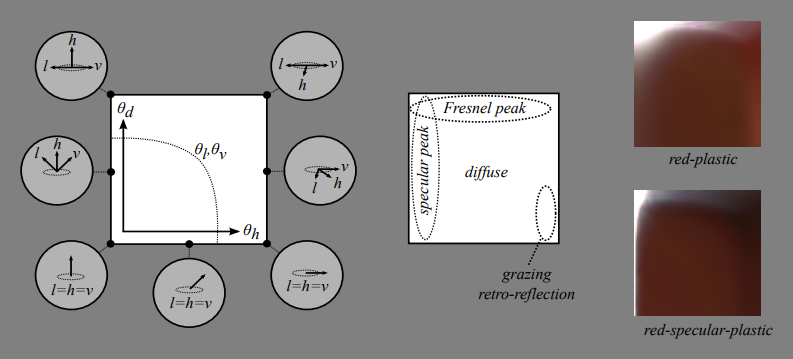 h
l
v
l
v
h
θd
l
h
v
θl,θv
v
l
h
θh
l=h=v
l=h=v
l=h=v
Fresnel peak
specular peak
diffuse
grazing
retro-reflection
red-plastic
red-specular-plastic